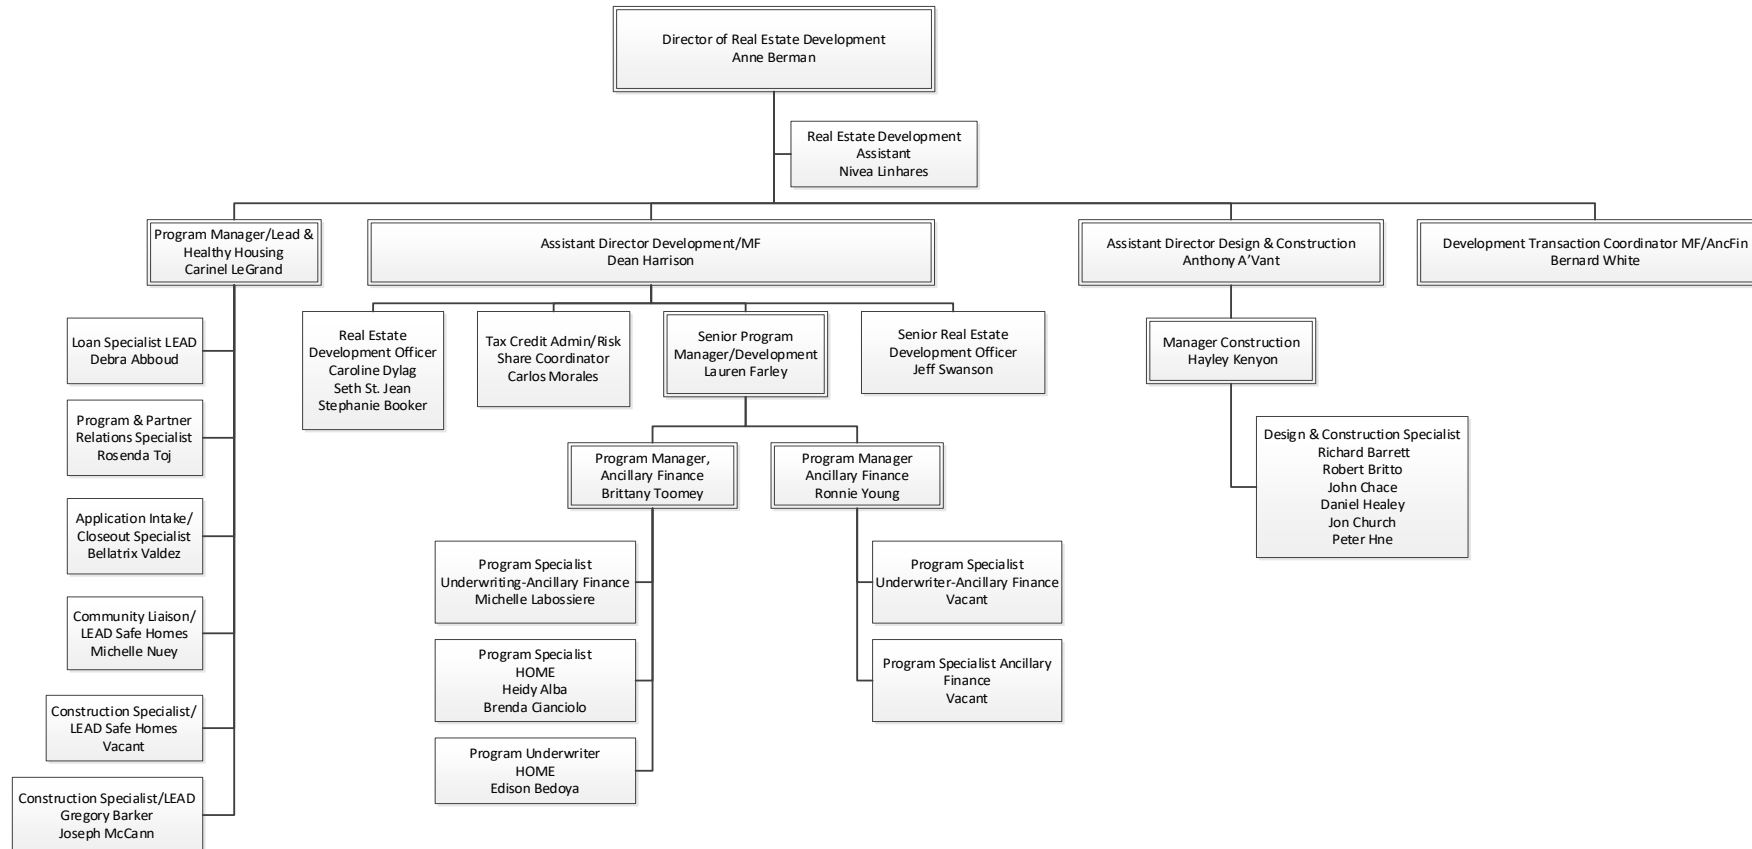 Director of Real Estate Development
Anne Berman
Real Estate Development
Assistant
Nivea Linhares
Program Manager/Lead &
Healthy Housing
Carinel LeGrand
Assistant Director Development/MF
Dean Harrison
Assistant Director Design & Construction
Anthony A’Vant
Development Transaction Coordinator MF/AncFin
Bernard White
Loan Specialist LEAD
Debra Abboud
Program & Partner
Relations Specialist
Rosenda Toj
Application Intake/
Closeout Specialist
Bellatrix Valdez
Community Liaison/
LEAD Safe Homes
Michelle Nuey
Construction Specialist/
LEAD Safe Homes
Vacant
Construction Specialist/LEAD
Gregory Barker
Joseph McCann
Real Estate
Development Officer
Caroline Dylag
Seth St. Jean
Stephanie Booker
Tax Credit Admin/Risk
Share Coordinator
Carlos Morales
Senior Program
Manager/Development
Lauren Farley
Senior Real Estate
Development Officer
Jeff Swanson
Program Manager,
Ancillary Finance
Brittany Toomey
Program Manager
Ancillary Finance
Ronnie Young
Program Specialist
Underwriting-Ancillary Finance
Michelle Labossiere
Program Specialist
HOME
Heidy Alba
Brenda Cianciolo
Program Underwriter
HOME
Edison Bedoya
Program Specialist
Underwriter-Ancillary Finance
Vacant
Program Specialist Ancillary
Finance
Vacant
Manager Construction
Hayley Kenyon
Design & Construction Specialist
Richard Barrett
Robert Britto
John Chace
Daniel Healey
Jon Church
Peter Hne